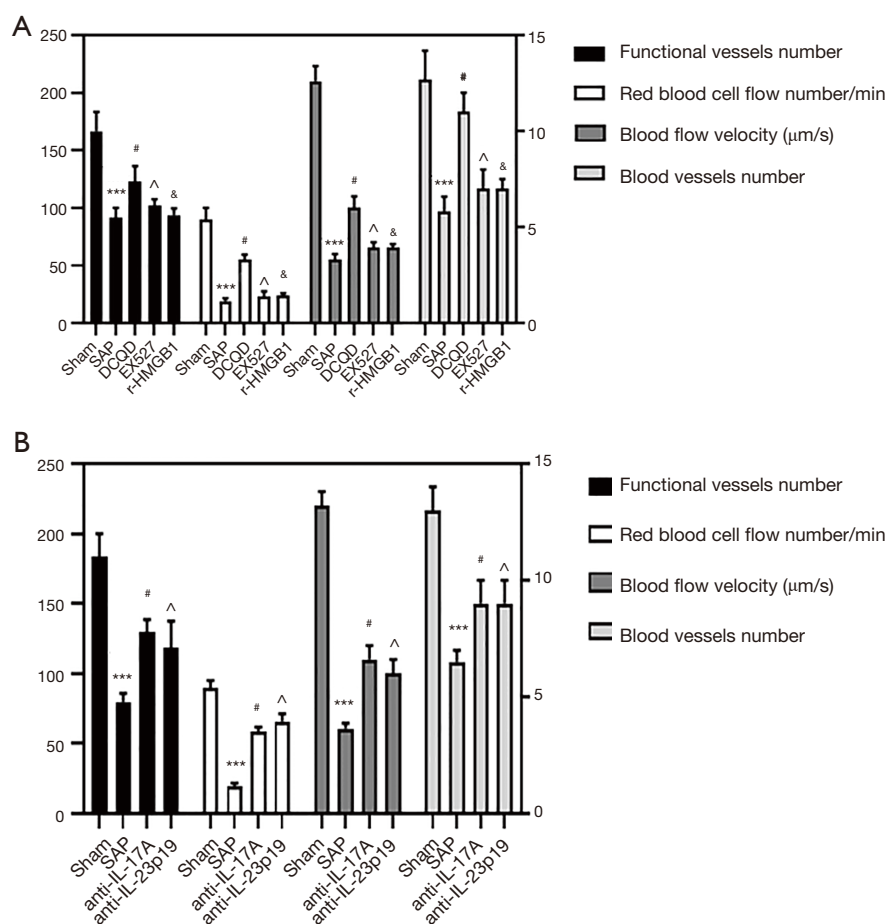 A
250
200
150
100
50
0
15
10
5
0
***
#
^
&
***
#
^
&
***
#
^
&
***
#
^
&
Sham
SAP
DCQD
EX527
r-HMGB1
Sham
SAP
DCQD
EX527
r-HMGB1
Sham
SAP
DCQD
EX527
r-HMGB1
Sham
SAP
DCQD
EX527
r-HMGB1
Functional vessels number
Red blood cell flow number/min
Blood flow velocity (μm/s)
Blood vessels number
B
250
200
150
100
50
0
15
10
5
0
***
#
^
***
#
^
***
#
^
***
#
^
Sham
SAP
anti-IL-17A
anti-IL-23p19
Sham
SAP
anti-IL-17A
anti-IL-23p19
Sham
SAP
anti-IL-17A
anti-IL-23p19
Sham
SAP
anti-IL-17A
anti-IL-23p19
Functional vessels number
Red blood cell flow number/min
Blood flow velocity (μm/s)
Blood vessels number